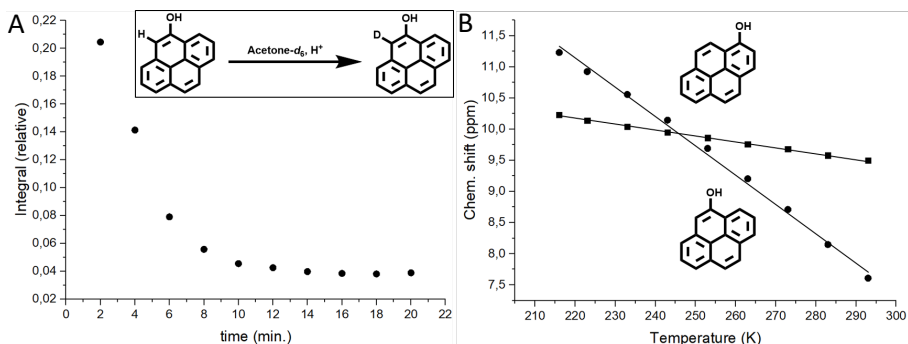 A
0,22
0,20
0,18
0,16
0,14
0,12
0,10
0,08
0,06
0,04
0,02
Integral (relative)
0 2 4 6 8 10 12 14 16 18 20 22
time (min.)
OH
H
Acetone-d₆, H⁺
OH
D
B
11,5
11,0
10,5
10,0
9,5
9,0
8,5
8,0
7,5
Chem. shift (ppm)
210 220 230 240 250 260 270 280 290 300
Temperature (K)
OH
OH